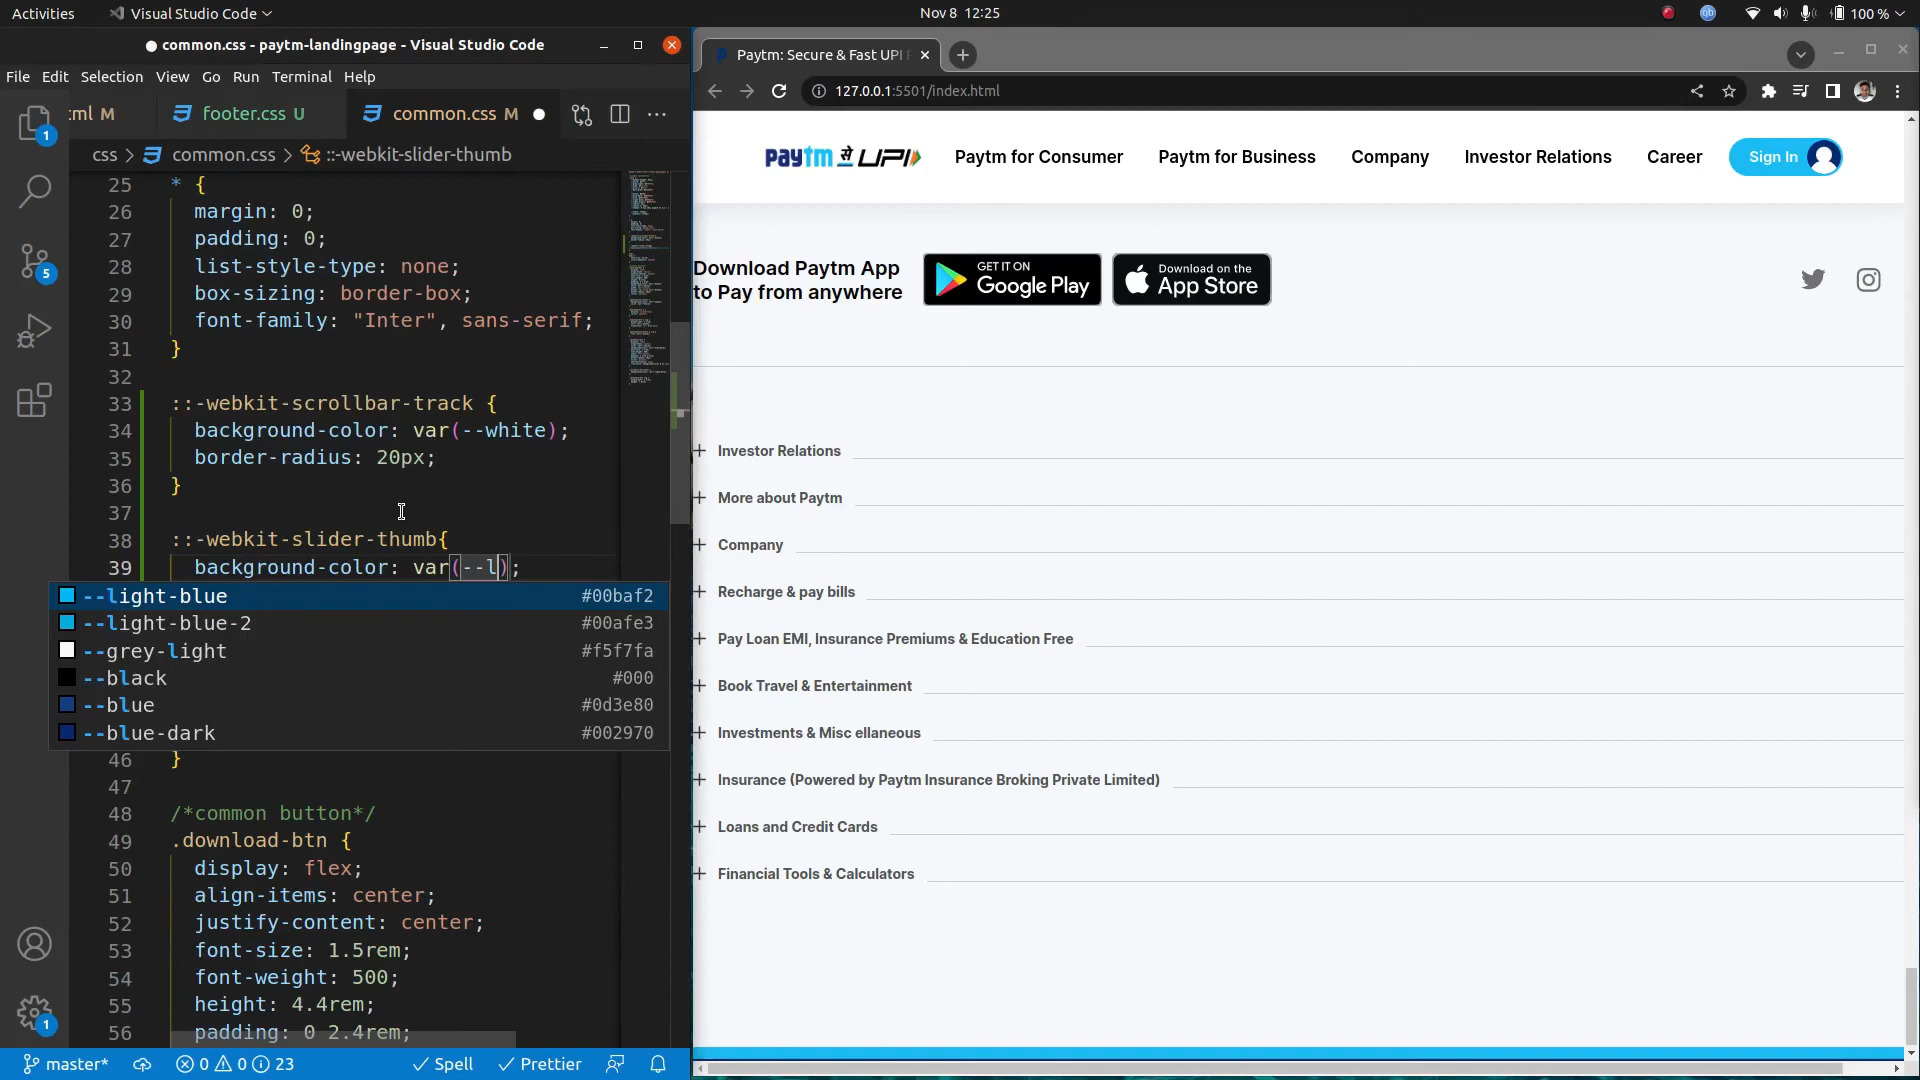 Activities
Visual Studio Code
Nov 8 12:25
100 %
common.css - paytm-landingpage - Visual Studio Code
File Edit Selection View Go Run Terminal Help
ml M
footer.css U
common.css M
css > common.css > ::-webkit-slider-thumb
25 * {
26 margin: 0;
27 padding: 0;
28 list-style-type: none;
29 box-sizing: border-box;
30 font-family: "Inter", sans-serif;
31 }
32
33 ::-webkit-scrollbar-track {
34 background-color: var(--white);
35 border-radius: 20px;
36 }
37
38 ::-webkit-slider-thumb{
39 background-color: var(--l);
--light-blue #00baf2
--light-blue-2 #00afe3
--grey-light #f5f7fa
--black #000
--blue #0d3e80
--blue-dark #002970
46 }
47
48 /*common button*/
49 .download-btn {
50 display: flex;
51 align-items: center;
52 justify-content: center;
53 font-size: 1.5rem;
54 font-weight: 500;
55 height: 4.4rem;
56 padding: 0 2.4rem;
1
5
1
master*
0 0 23
Spell
Prettier
Paytm: Secure & Fast UPI
127.0.0.1:5501/index.html
paytm से UPI
Paytm for Consumer
Paytm for Business
Company
Investor Relations
Career
Sign In
Download Paytm App
to Pay from anywhere
GET IT ON
Google Play
Download on the
App Store
+ Investor Relations
+ More about Paytm
+ Company
+ Recharge & pay bills
+ Pay Loan EMI, Insurance Premiums & Education Free
+ Book Travel & Entertainment
+ Investments & Misc ellaneous
+ Insurance (Powered by Paytm Insurance Broking Private Limited)
+ Loans and Credit Cards
+ Financial Tools & Calculators